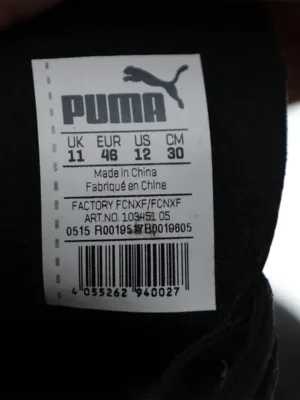 PUMA
UK EUR US CM
11 46 12 30
Made in China
Fabriqué en Chine
FACTORY FCNXF/FCNXF
ART.NO. 103451 05
0515
4 055262 940027